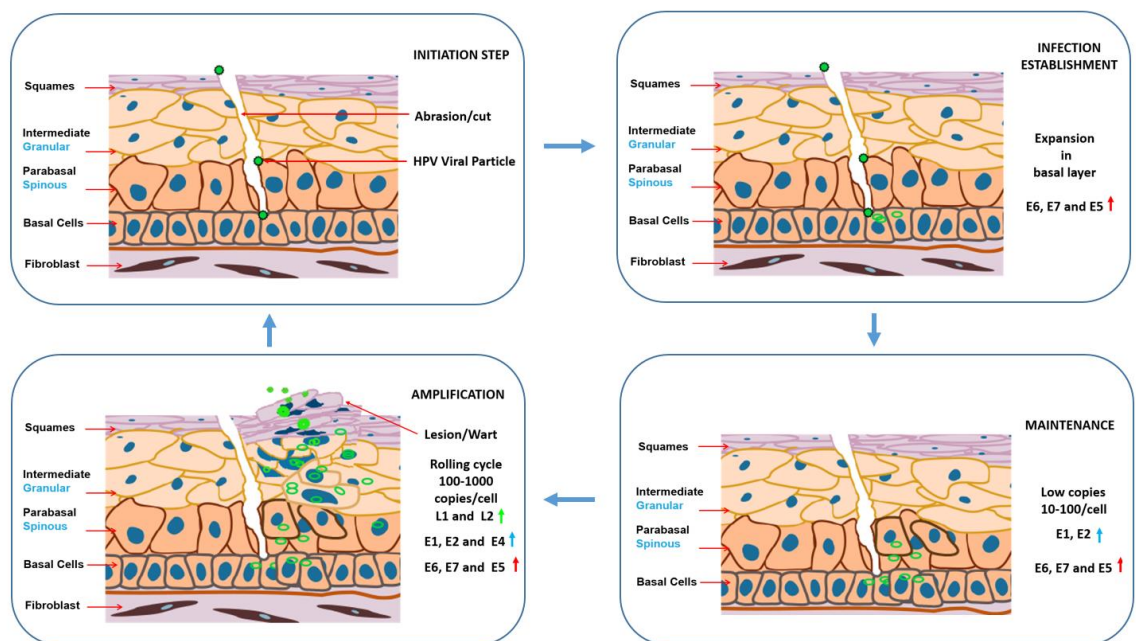 INITIATION STEP
Squames
Abrasion/cut
Intermediate
Granular
HPV Viral Particle
Parabasal
Spinous
Basal Cells
Fibroblast
INFECTION
ESTABLISHMENT
Squames
Intermediate
Granular
Expansion
in
basal layer
Parabasal
Spinous
E6, E7 and E5
Basal Cells
Fibroblast
AMPLIFICATION
Squames
Lesion/Wart
Rolling cycle
100-1000
copies/cell
L1 and L2
Intermediate
Granular
Parabasal
Spinous
E1, E2 and E4
Basal Cells
E6, E7 and E5
Fibroblast
MAINTENANCE
Squames
Intermediate
Granular
Low copies
10-100/cell
Parabasal
Spinous
E1, E2
E6, E7 and E5
Basal Cells